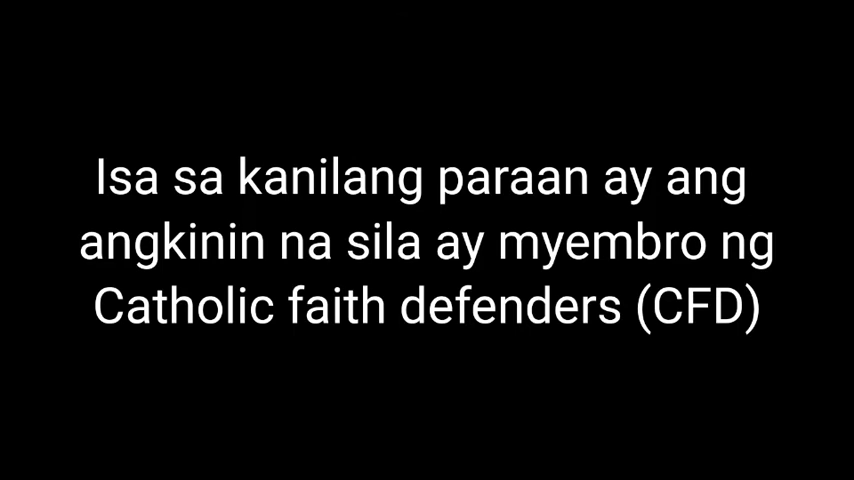 Isa sa kanilang paraan ay ang
angkinin na sila ay myembro ng
Catholic faith defenders (CFD)